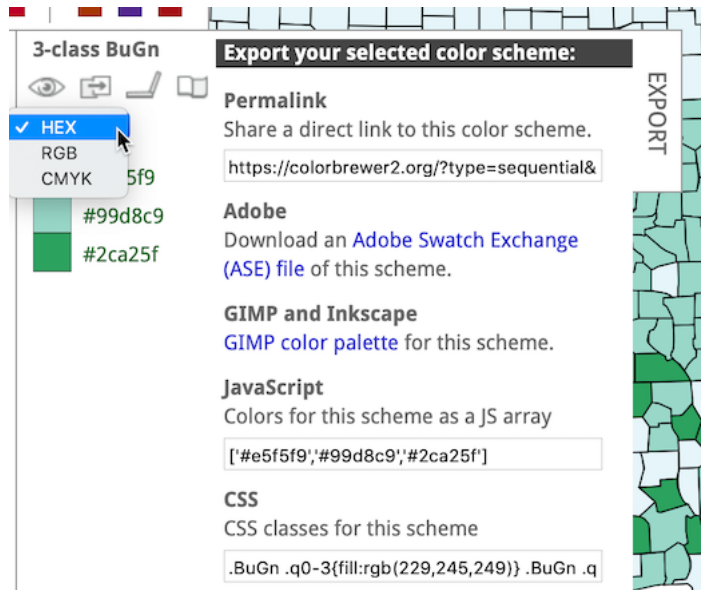 3-class BuGn
HEX
RGB
CMYK
5f9
#99d8c9
#2ca25f
Export your selected color scheme:
Permalink
Share a direct link to this color scheme.
https://colorbrewer2.org/?type=sequential&
Adobe
Download an Adobe Swatch Exchange
(ASE) file of this scheme.
GIMP and Inkscape
GIMP color palette for this scheme.
JavaScript
Colors for this scheme as a JS array
['#e5f5f9','#99d8c9','#2ca25f']
CSS
CSS classes for this scheme
.BuGn .q0-3{fill:rgb(229,245,249)} .BuGn .q
EXPORT